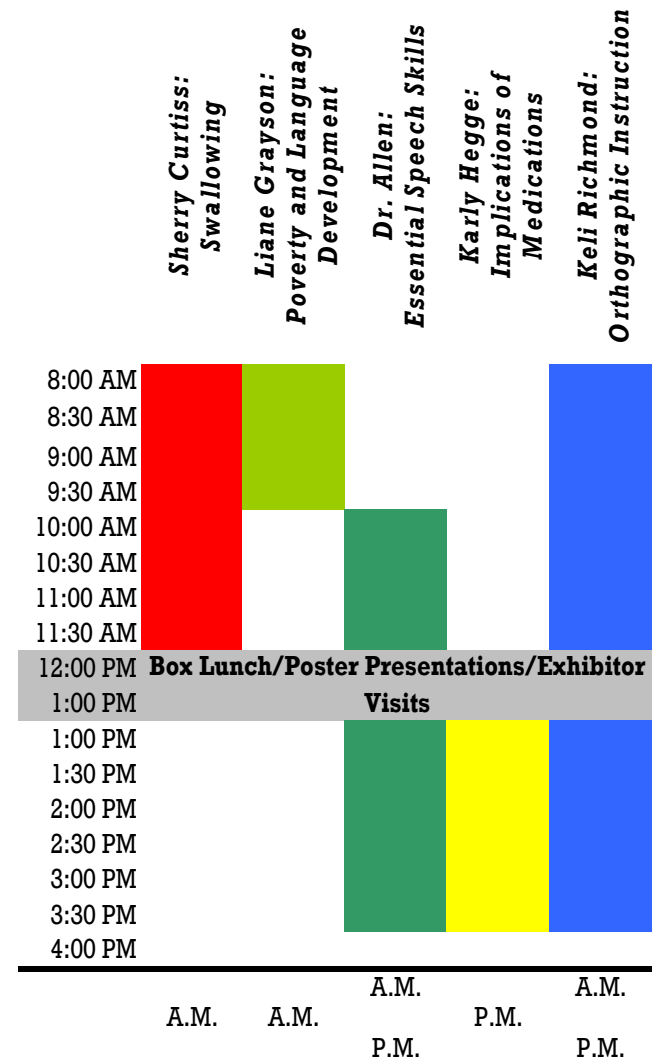 Sherry Curtiss:
Swallowing
Liane Grayson:
Poverty and Language
Development
Dr. Allen:
Essential Speech Skills
Karly Hegge:
Implications of
Medications
Keli Richmond:
Orthographic Instruction
8:00 AM
8:30 AM
9:00 AM
9:30 AM
10:00 AM
10:30 AM
11:00 AM
11:30 AM
12:00 PM Box Lunch/Poster Presentations/Exhibitor
1:00 PM Visits
1:00 PM
1:30 PM
2:00 PM
2:30 PM
3:00 PM
3:30 PM
4:00 PM
A.M. A.M.
A.M. A.M. P.M.
P.M. P.M.